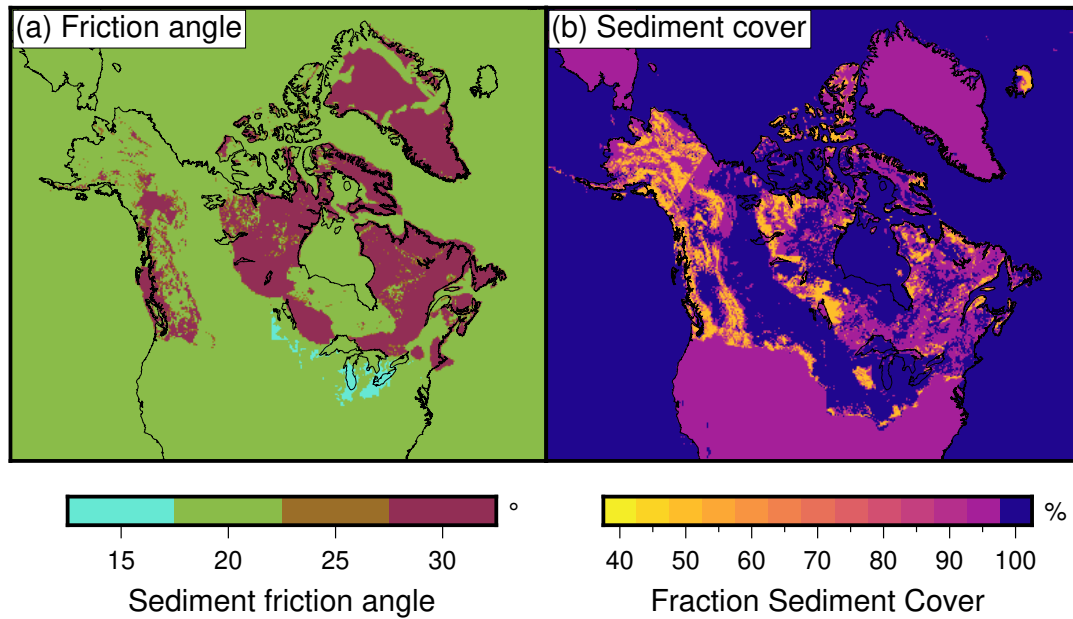 (a) Friction angle
(b) Sediment cover
°
15 20 25 30
Sediment friction angle
%
40 50 60 70 80 90 100
Fraction Sediment Cover